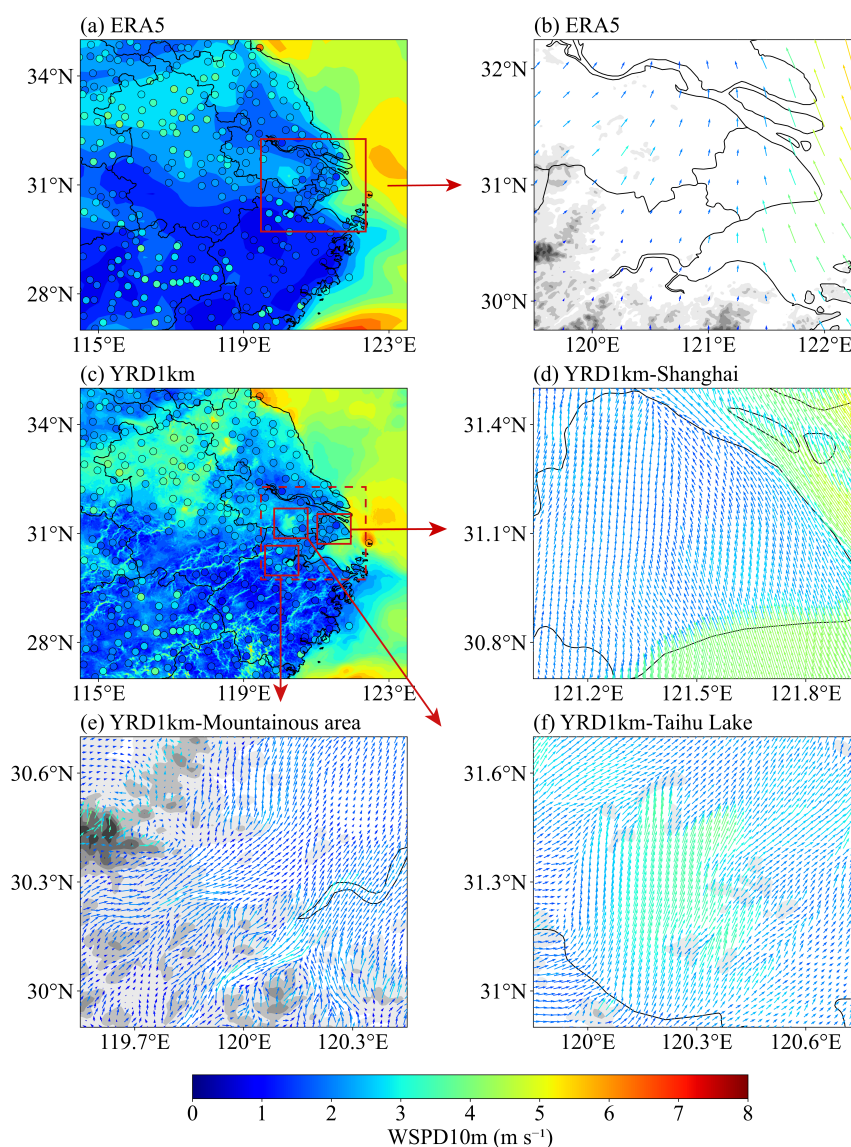 (a) ERA5
(b) ERA5
34°N
31°N
28°N
115°E 119°E 123°E
32°N
31°N
30°N
120°E 121°E 122°E
(c) YRD1km
(d) YRD1km-Shanghai
34°N
31°N
28°N
115°E 119°E 123°E
31.4°N
31.1°N
30.8°N
121.2°E 121.5°E 121.8°E
(e) YRD1km-Mountainous area
(f) YRD1km-Taihu Lake
30.6°N
30.3°N
30°N
119.7°E 120°E 120.3°E
31.6°N
31.3°N
31°N
120°E 120.3°E 120.6°E
0 1 2 3 4 5 6 7 8
WSPD10m (m s⁻¹)